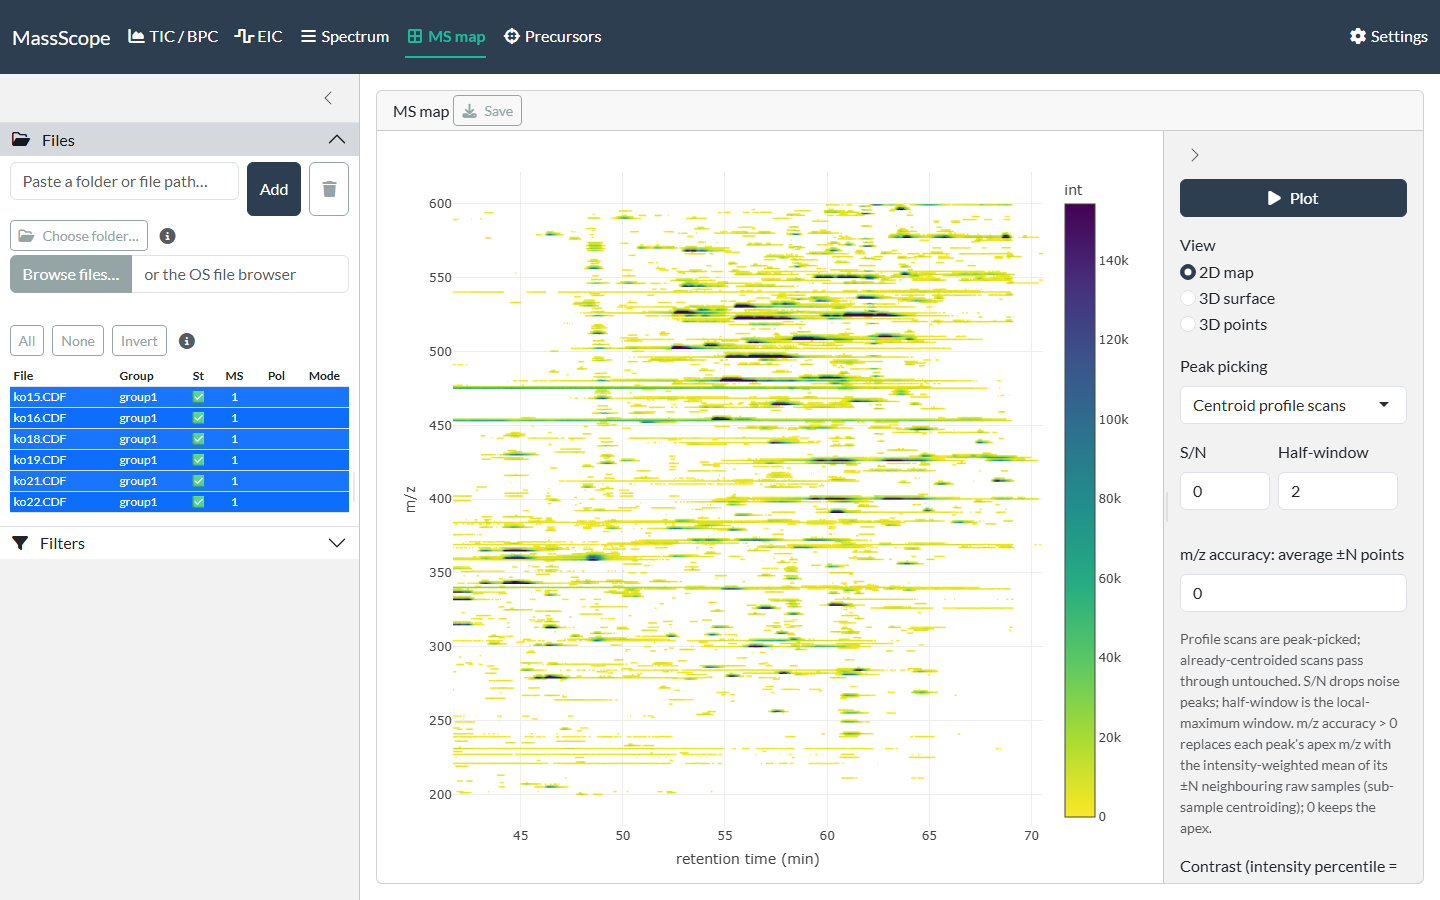 MassScope TIC / BPC EIC Spectrum MS map Precursors Settings
Files
Paste a folder or file path... Add
Choose folder...
Browse files... or the OS file browser
All None Invert
File Group St MS Pol Mode
ko15.CDF group1 1
ko16.CDF group1 1
ko18.CDF group1 1
ko19.CDF group1 1
ko21.CDF group1 1
ko22.CDF group1 1
Filters
MS map Save
600
550
500
450
400
350
300
250
200
m/z
45 50 55 60 65 70
retention time (min)
int
140k
120k
100k
80k
60k
40k
20k
0
Plot
View
2D map
3D surface
3D points
Peak picking
Centroid profile scans
S/N Half-window
0 2
m/z accuracy: average ±N points
0
Profile scans are peak-picked;
already-centroided scans pass
through untouched. S/N drops noise
peaks; half-window is the local-
maximum window. m/z accuracy > 0
replaces each peak's apex m/z with
the intensity-weighted mean of its
±N neighbouring raw samples (sub-
sample centroiding); 0 keeps the
apex.
Contrast (intensity percentile =